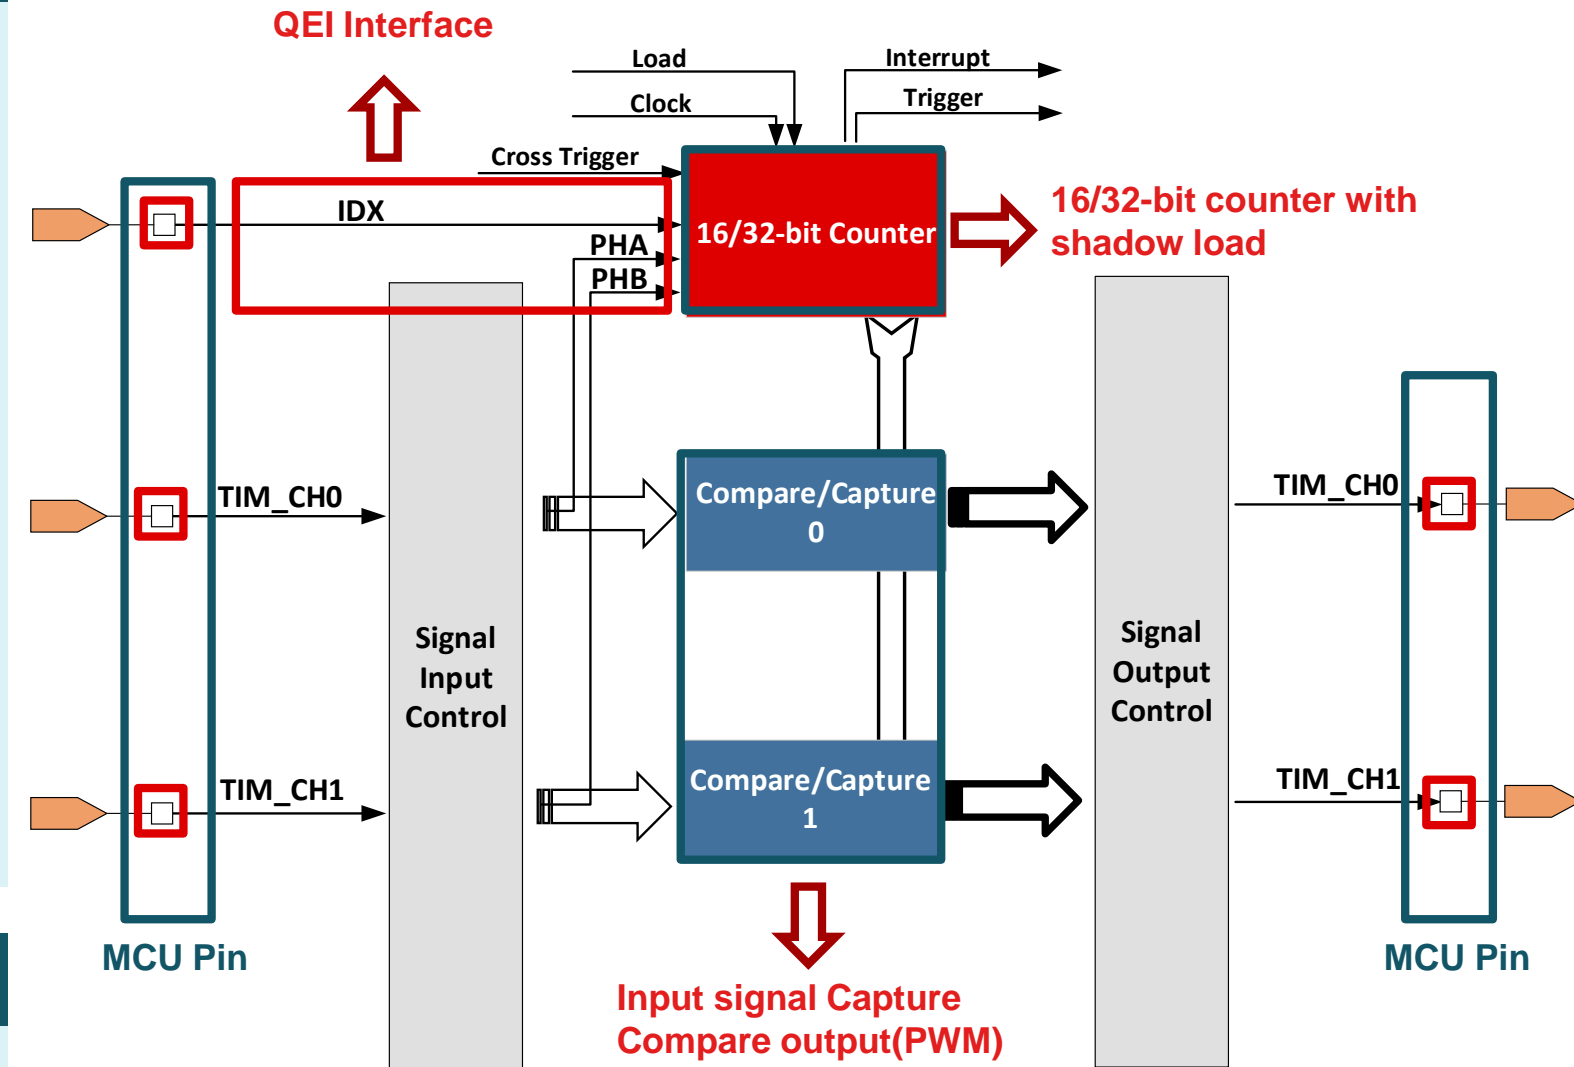 QEI Interface
Load
Interrupt
Clock
Trigger
Cross Trigger
IDX
PHA
PHB
16/32-bit Counter
16/32-bit counter with
shadow load
TIM_CH0
Compare/Capture
0
TIM_CH0
Signal
Input
Control
Signal
Output
Control
TIM_CH1
Compare/Capture
1
TIM_CH1
MCU Pin
MCU Pin
Input signal Capture
Compare output(PWM)